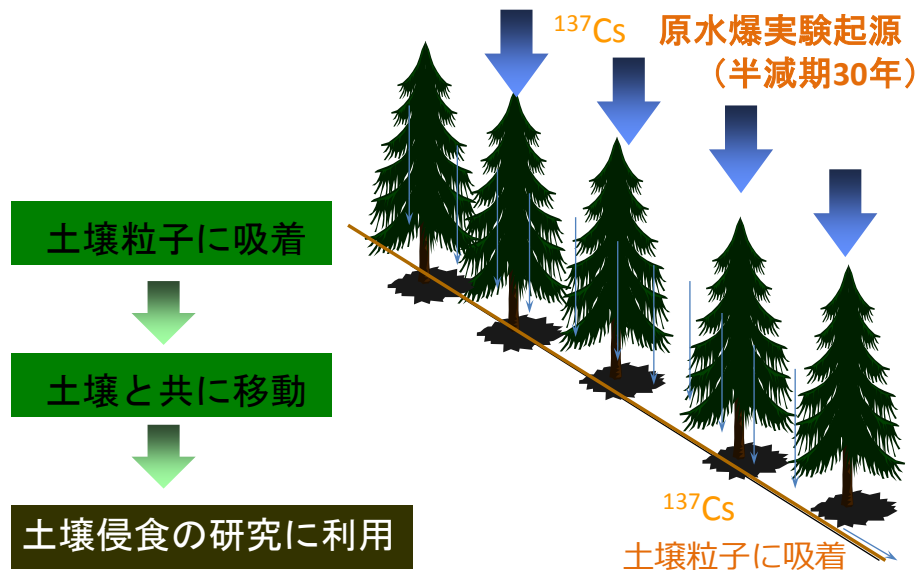 ¹³⁷Cs
原水爆実験起源
（半減期30年）
土壌粒子に吸着
土壌と共に移動
土壌侵食の研究に利用
¹³⁷Cs
土壌粒子に吸着